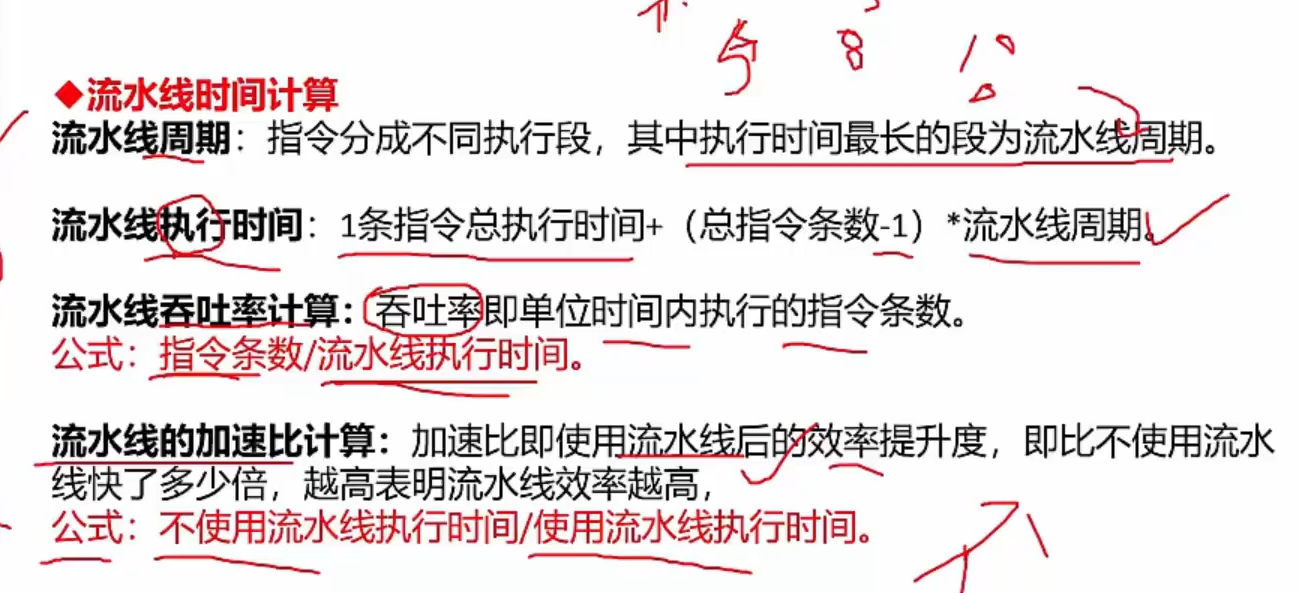 5 8 10
◆流水线时间计算
流水线周期：指令分成不同执行段，其中执行时间最长的段为流水线周期。
流水线执行时间：1条指令总执行时间+（总指令条数-1）*流水线周期。
流水线吞吐率计算：吞吐率即单位时间内执行的指令条数。
公式：指令条数/流水线执行时间。
流水线的加速比计算：加速比即使用流水线后的效率提升度，即比不使用流水
线快了多少倍，越高表明流水线效率越高，
公式：不使用流水线执行时间/使用流水线执行时间。